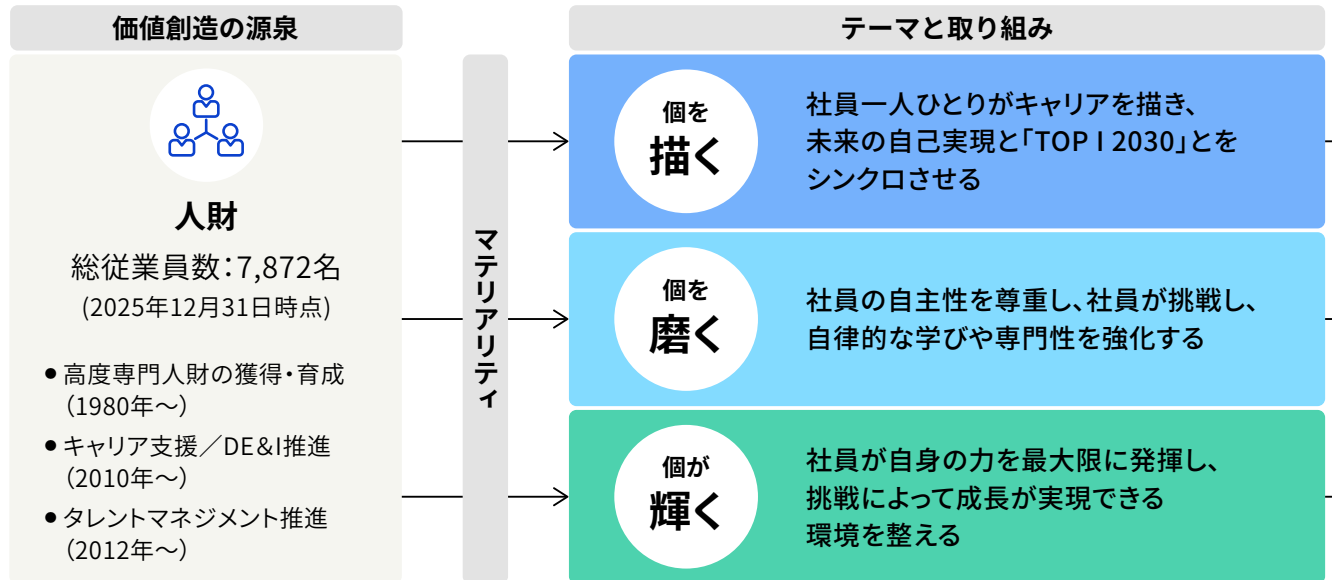 価値創造の源泉
人財
総従業員数：7,872名
(2025年12月31日時点)
●高度専門人財の獲得・育成
（1980年～）
●キャリア支援／DE&I推進
（2010年～）
●タレントマネジメント推進
（2012年～）
マテリアリティ
テーマと取り組み
個を
描く
社員一人ひとりがキャリアを描き、
未来の自己実現と「TOP I 2030」とを
シンクロさせる
個を
磨く
社員の自主性を尊重し、社員が挑戦し、
自律的な学びや専門性を強化する
個が
輝く
社員が自身の力を最大限に発揮し、
挑戦によって成長が実現できる
環境を整える